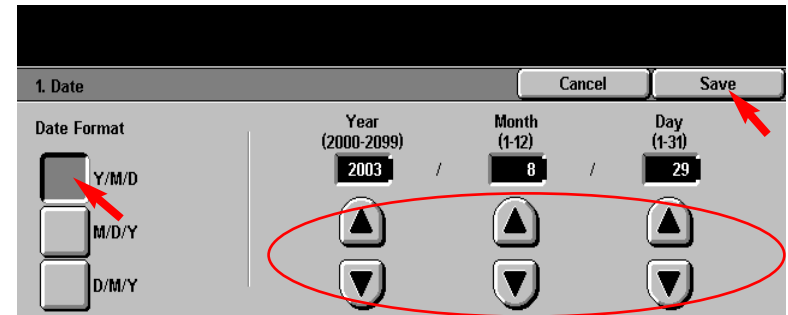 1. Date Cancel Save
Date Format Year Month Day
(2000-2099) (1-12) (1-31)
2003 / 8 / 29
Y/M/D
M/D/Y
D/M/Y